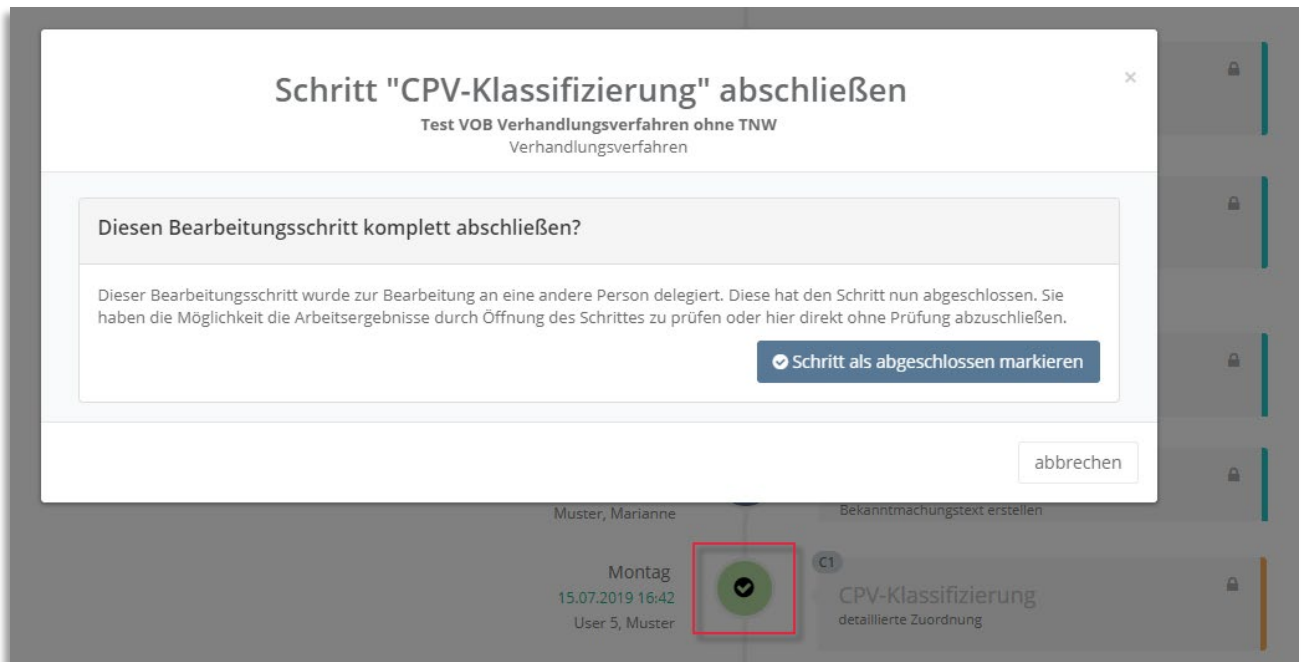 Schritt "CPV-Klassifizierung" abschließen
×
Test VOB Verhandlungsverfahren ohne TNW
Verhandlungsverfahren
Diesen Bearbeitungsschritt komplett abschließen?
Dieser Bearbeitungsschritt wurde zur Bearbeitung an eine andere Person delegiert. Diese hat den Schritt nun abgeschlossen. Sie
haben die Möglichkeit die Arbeitsergebnisse durch Öffnung des Schrittes zu prüfen oder hier direkt ohne Prüfung abzuschließen.
Schritt als abgeschlossen markieren
abbrechen
Muster, Marianne
Bekanntmachungstext erstellen
Montag
15.07.2019 16:42
User 5, Muster
C1
CPV-Klassifizierung
detaillierte Zuordnung